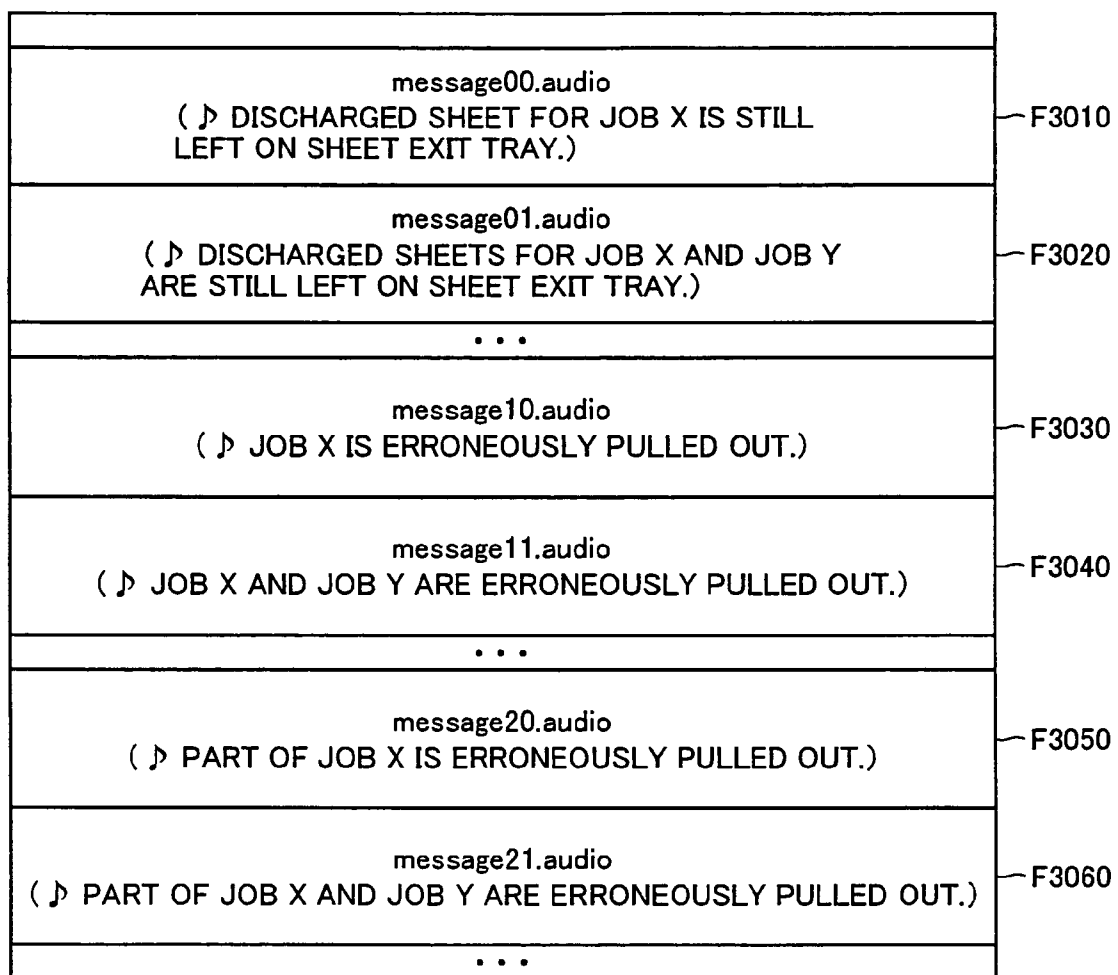 message00.audio
( ♪ DISCHARGED SHEET FOR JOB X IS STILL
LEFT ON SHEET EXIT TRAY.)
F3010
message01.audio
( ♪ DISCHARGED SHEETS FOR JOB X AND JOB Y
ARE STILL LEFT ON SHEET EXIT TRAY.)
F3020
• • •
message10.audio
( ♪ JOB X IS ERRONEOUSLY PULLED OUT.)
F3030
message11.audio
( ♪ JOB X AND JOB Y ARE ERRONEOUSLY PULLED OUT.)
F3040
• • •
message20.audio
( ♪ PART OF JOB X IS ERRONEOUSLY PULLED OUT.)
F3050
message21.audio
( ♪ PART OF JOB X AND JOB Y ARE ERRONEOUSLY PULLED OUT.)
F3060
• • •